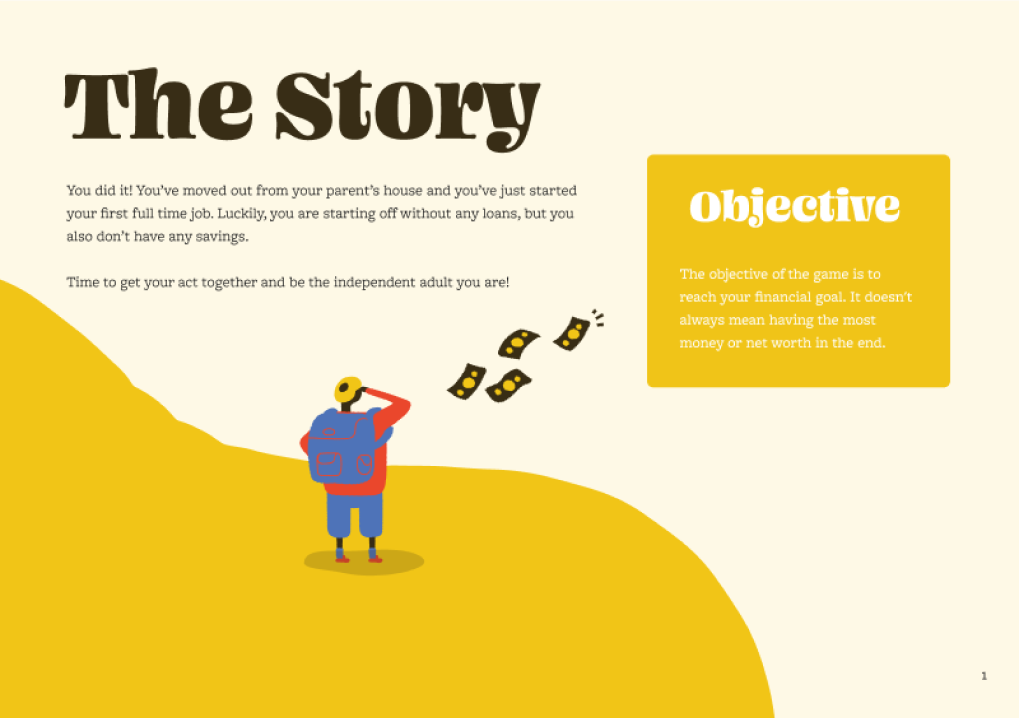 The Story
You did it! You’ve moved out from your parent’s house and you’ve just started
your first full time job. Luckily, you are starting off without any loans, but you
also don’t have any savings.
Time to get your act together and be the independent adult you are!
Objective
The objective of the game is to
reach your financial goal. It doesn’t
always mean having the most
money or net worth in the end.
1